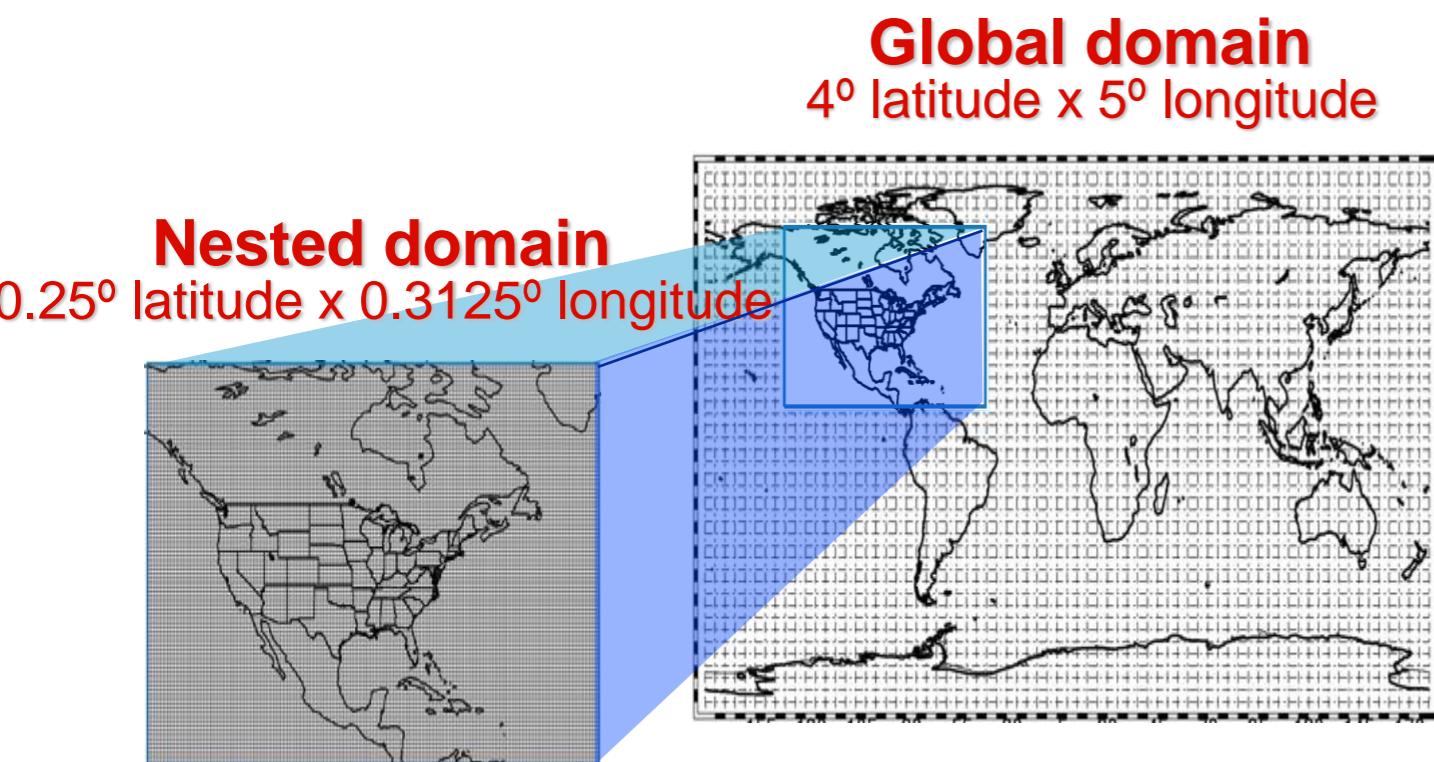 Global domain
4º latitude x 5º longitude
Nested domain
0.25º latitude x 0.3125º longitude